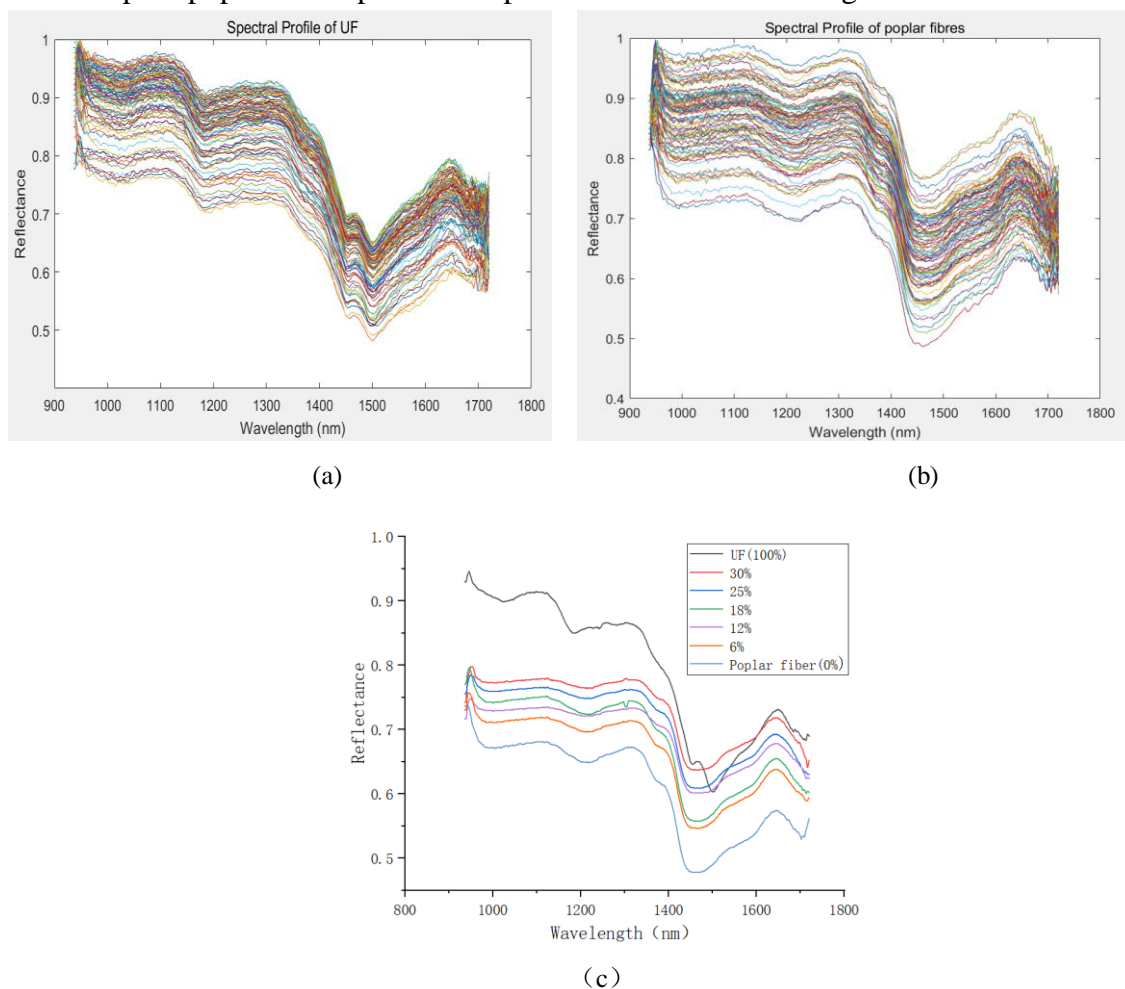 Spectral Profile of UF
1
0.9
0.8
0.7
0.6
0.5
Reflectance
900 1000 1100 1200 1300 1400 1500 1600 1700 1800
Wavelength (nm)
(a)
Spectral Profile of poplar fibres
1
0.9
0.8
0.7
0.6
0.5
0.4
Reflectance
900 1000 1100 1200 1300 1400 1500 1600 1700 1800
Wavelength (nm)
(b)
1.0
0.9
0.8
0.7
0.6
0.5
Reflectance
UF(100%)
30%
25%
18%
12%
6%
Poplar fiber(0%)
800 1000 1200 1400 1600 1800
Wavelength（nm）
（c）